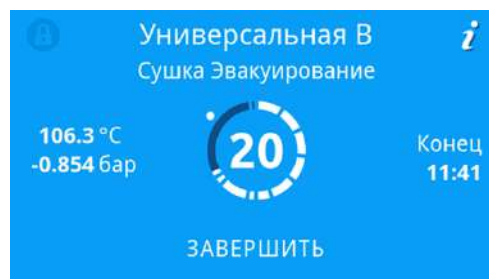 Универсальная В
i
Сушка Эвакуирование
106.3 °C
-0.854 бар
20
Конец
11:41
ЗАВЕРШИТЬ